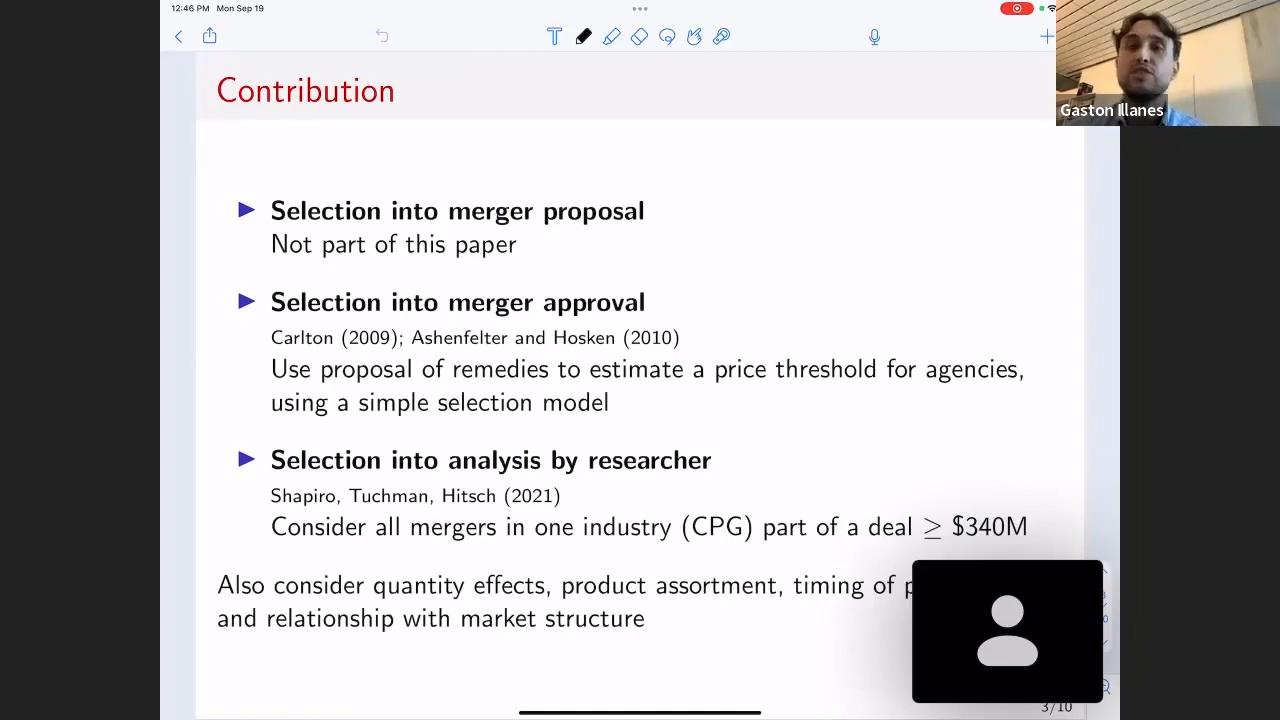 12:46 PM Mon Sep 19
Contribution
Gaston Illanes
Selection into merger proposal
Not part of this paper
Selection into merger approval
Carlton (2009); Ashenfelter and Hosken (2010)
Use proposal of remedies to estimate a price threshold for agencies,
using a simple selection model
Selection into analysis by researcher
Shapiro, Tuchman, Hitsch (2021)
Consider all mergers in one industry (CPG) part of a deal ≥ $340M
Also consider quantity effects, product assortment, timing of
and relationship with market structure
3/10